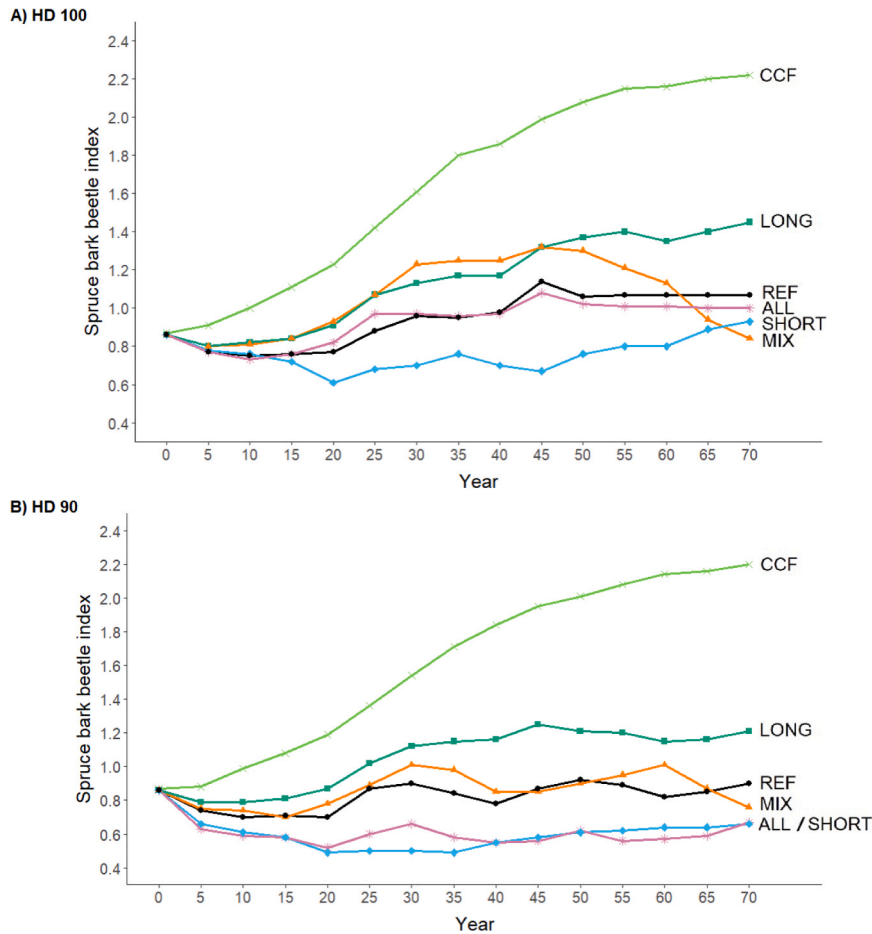 A) HD 100
2.4
2.2
2.0
1.8
1.6
1.4
1.2
1.0
0.8
0.6
0.4
Spruce bark beetle index
CCF
LONG
REF
ALL
SHORT
MIX
0 5 10 15 20 25 30 35 40 45 50 55 60 65 70
Year
B) HD 90
2.4
2.2
2.0
1.8
1.6
1.4
1.2
1.0
0.8
0.6
0.4
Spruce bark beetle index
CCF
LONG
REF
MIX
ALL / SHORT
0 5 10 15 20 25 30 35 40 45 50 55 60 65 70
Year